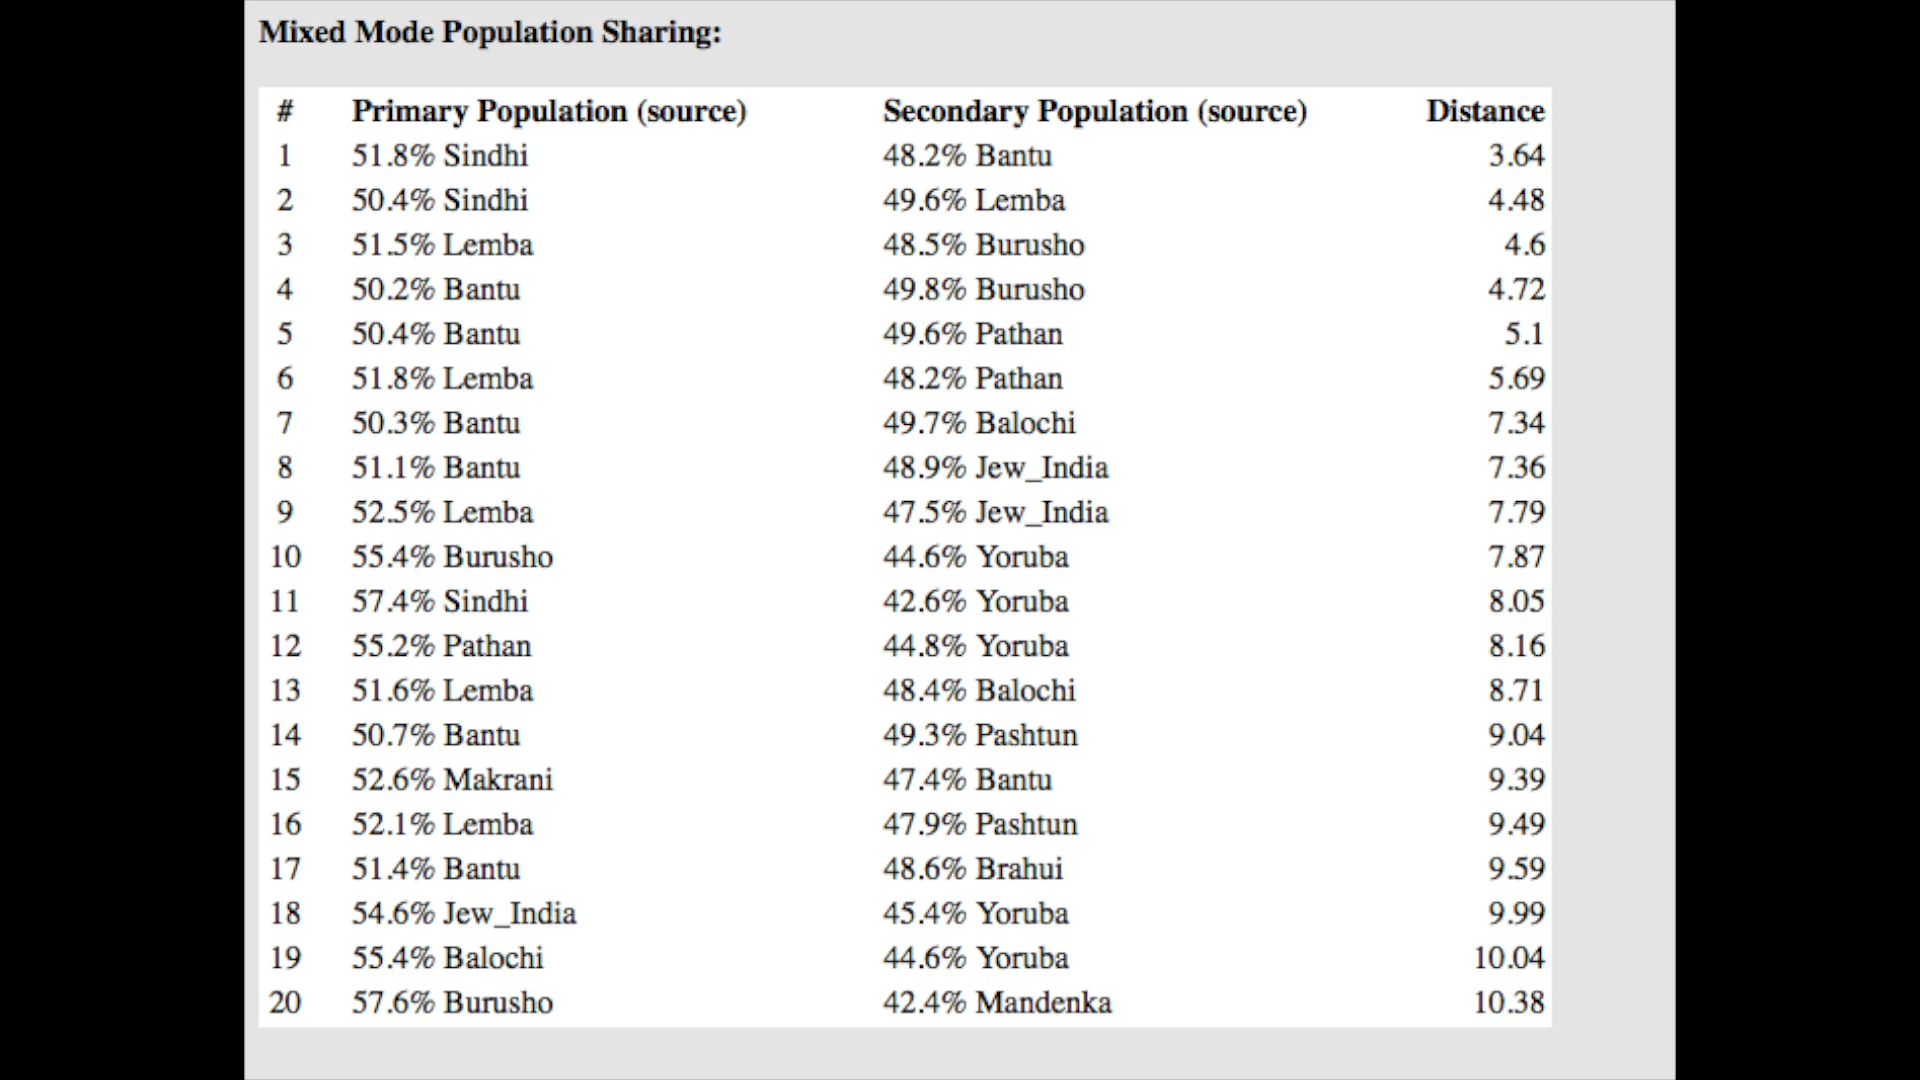 Mixed Mode Population Sharing:
# Primary Population (source) Secondary Population (source) Distance
1 51.8% Sindhi 48.2% Bantu 3.64
2 50.4% Sindhi 49.6% Lemba 4.48
3 51.5% Lemba 48.5% Burusho 4.6
4 50.2% Bantu 49.8% Burusho 4.72
5 50.4% Bantu 49.6% Pathan 5.1
6 51.8% Lemba 48.2% Pathan 5.69
7 50.3% Bantu 49.7% Balochi 7.34
8 51.1% Bantu 48.9% Jew_India 7.36
9 52.5% Lemba 47.5% Jew_India 7.79
10 55.4% Burusho 44.6% Yoruba 7.87
11 57.4% Sindhi 42.6% Yoruba 8.05
12 55.2% Pathan 44.8% Yoruba 8.16
13 51.6% Lemba 48.4% Balochi 8.71
14 50.7% Bantu 49.3% Pashtun 9.04
15 52.6% Makrani 47.4% Bantu 9.39
16 52.1% Lemba 47.9% Pashtun 9.49
17 51.4% Bantu 48.6% Brahui 9.59
18 54.6% Jew_India 45.4% Yoruba 9.99
19 55.4% Balochi 44.6% Yoruba 10.04
20 57.6% Burusho 42.4% Mandenka 10.38